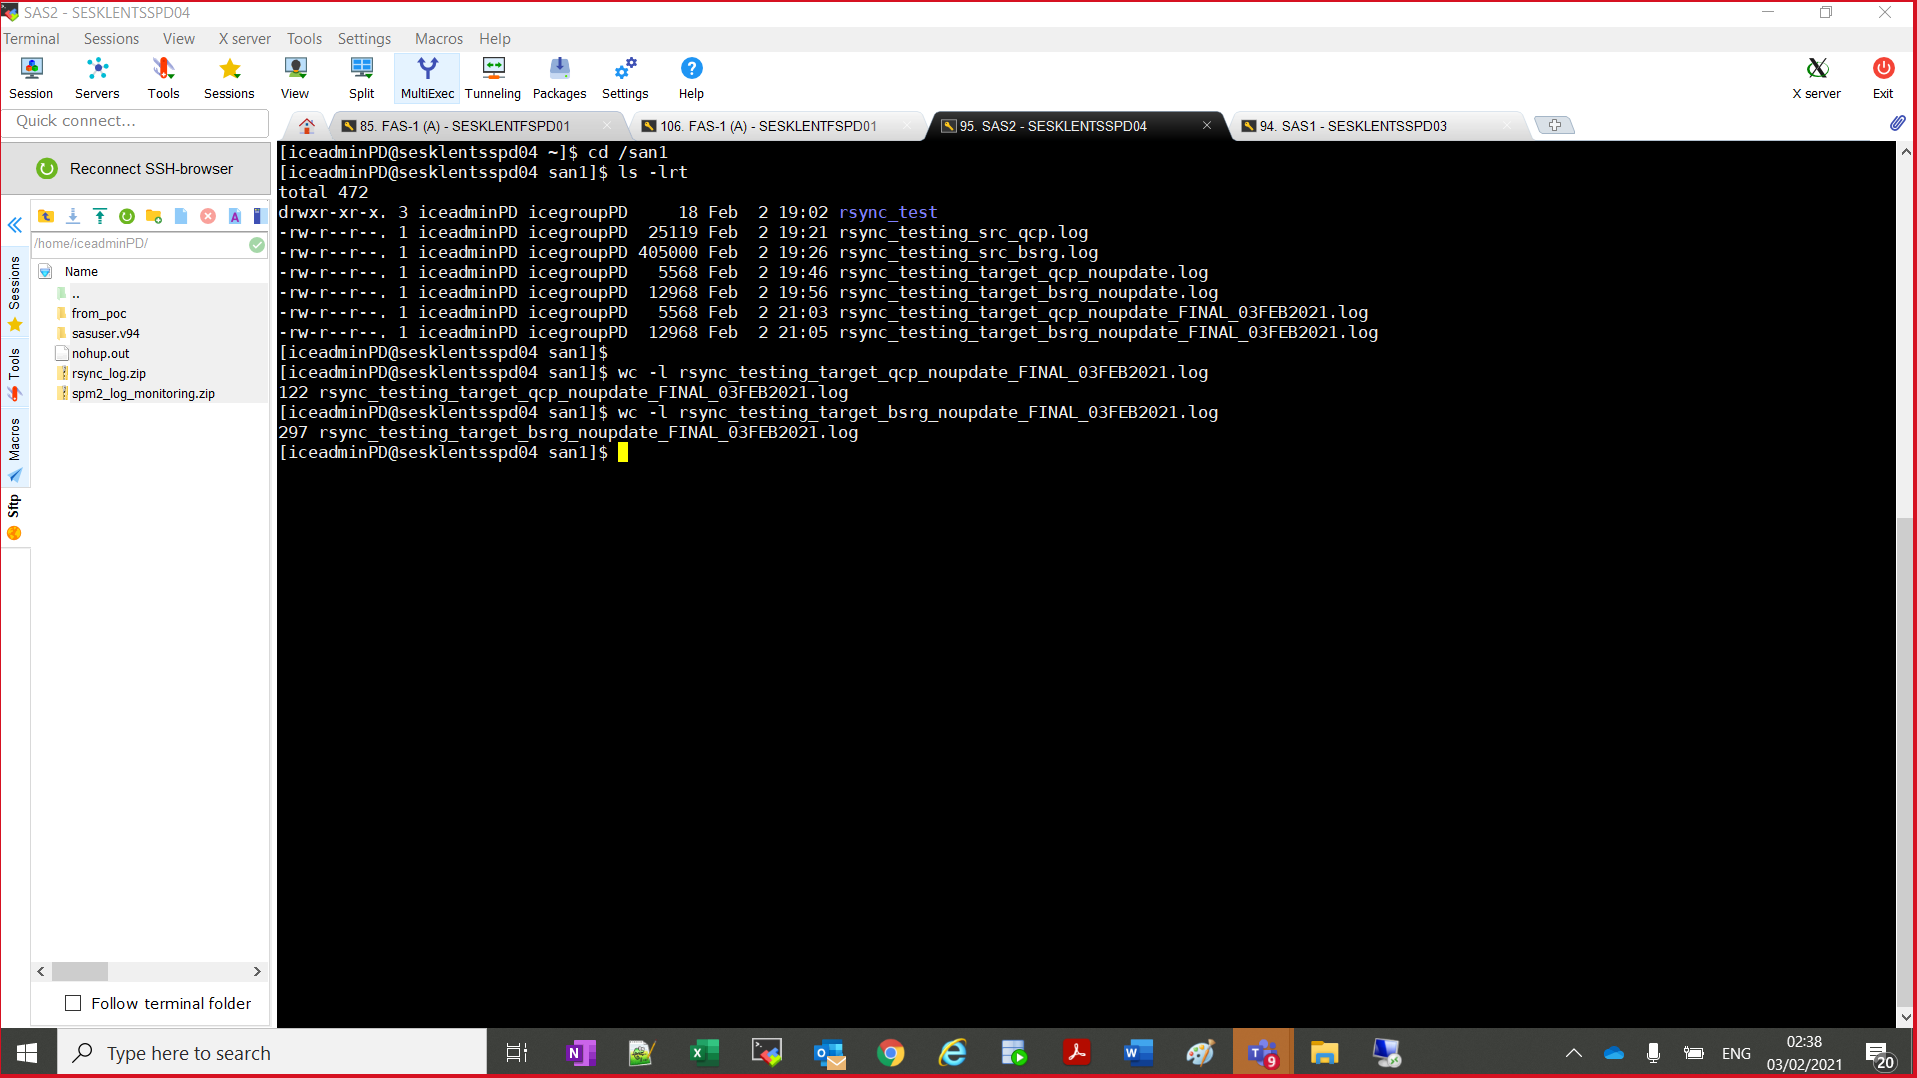 SAS2 - SESKLENTSSPD04
Terminal Sessions View X server Tools Settings Macros Help
Session Servers Tools Sessions View Split MultiExec Tunneling Packages Settings Help X server Exit
Quick connect...
85. FAS-1 (A) - SESKLENTFSPD01
106. FAS-1 (A) - SESKLENTFSPD01
95. SAS2 - SESKLENTSSPD04
94. SAS1 - SESKLENTSSPD03
Reconnect SSH-browser
/home/iceadminPD/
Name
..
from_poc
sasuser.v94
nohup.out
rsync_log.zip
spm2_log_monitoring.zip
Sessions
Tools
Macros
Sftp
Follow terminal folder
[iceadminPD@sesklentsspd04 ~]$ cd /san1
[iceadminPD@sesklentsspd04 san1]$ ls -lrt
total 472
drwxr-xr-x. 3 iceadminPD icegroupPD     18 Feb  2 19:02 rsync_test
-rw-r--r--. 1 iceadminPD icegroupPD  25119 Feb  2 19:21 rsync_testing_src_qcp.log
-rw-r--r--. 1 iceadminPD icegroupPD 405000 Feb  2 19:26 rsync_testing_src_bsrg.log
-rw-r--r--. 1 iceadminPD icegroupPD   5568 Feb  2 19:46 rsync_testing_target_qcp_noupdate.log
-rw-r--r--. 1 iceadminPD icegroupPD  12968 Feb  2 19:56 rsync_testing_target_bsrg_noupdate.log
-rw-r--r--. 1 iceadminPD icegroupPD   5568 Feb  2 21:03 rsync_testing_target_qcp_noupdate_FINAL_03FEB2021.log
-rw-r--r--. 1 iceadminPD icegroupPD  12968 Feb  2 21:05 rsync_testing_target_bsrg_noupdate_FINAL_03FEB2021.log
[iceadminPD@sesklentsspd04 san1]$
[iceadminPD@sesklentsspd04 san1]$ wc -l rsync_testing_target_qcp_noupdate_FINAL_03FEB2021.log
122 rsync_testing_target_qcp_noupdate_FINAL_03FEB2021.log
[iceadminPD@sesklentsspd04 san1]$ wc -l rsync_testing_target_bsrg_noupdate_FINAL_03FEB2021.log
297 rsync_testing_target_bsrg_noupdate_FINAL_03FEB2021.log
[iceadminPD@sesklentsspd04 san1]$
Type here to search
9
ENG
02:38
03/02/2021
20